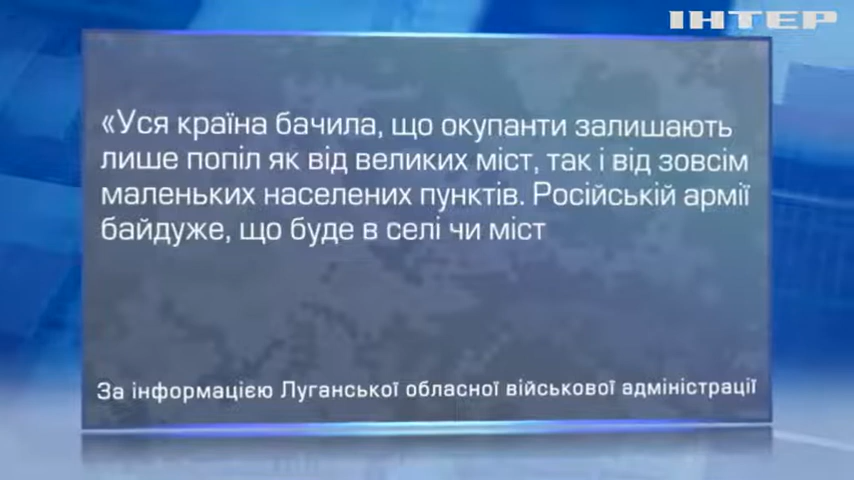 ІНТЕР
«Уся країна бачила, що окупанти залишають
лише попіл як від великих міст, так і від зовсім
маленьких населених пунктів. Російській армії
байдуже, що буде в селі чи міст
За інформацією Луганської обласної військової адміністрації